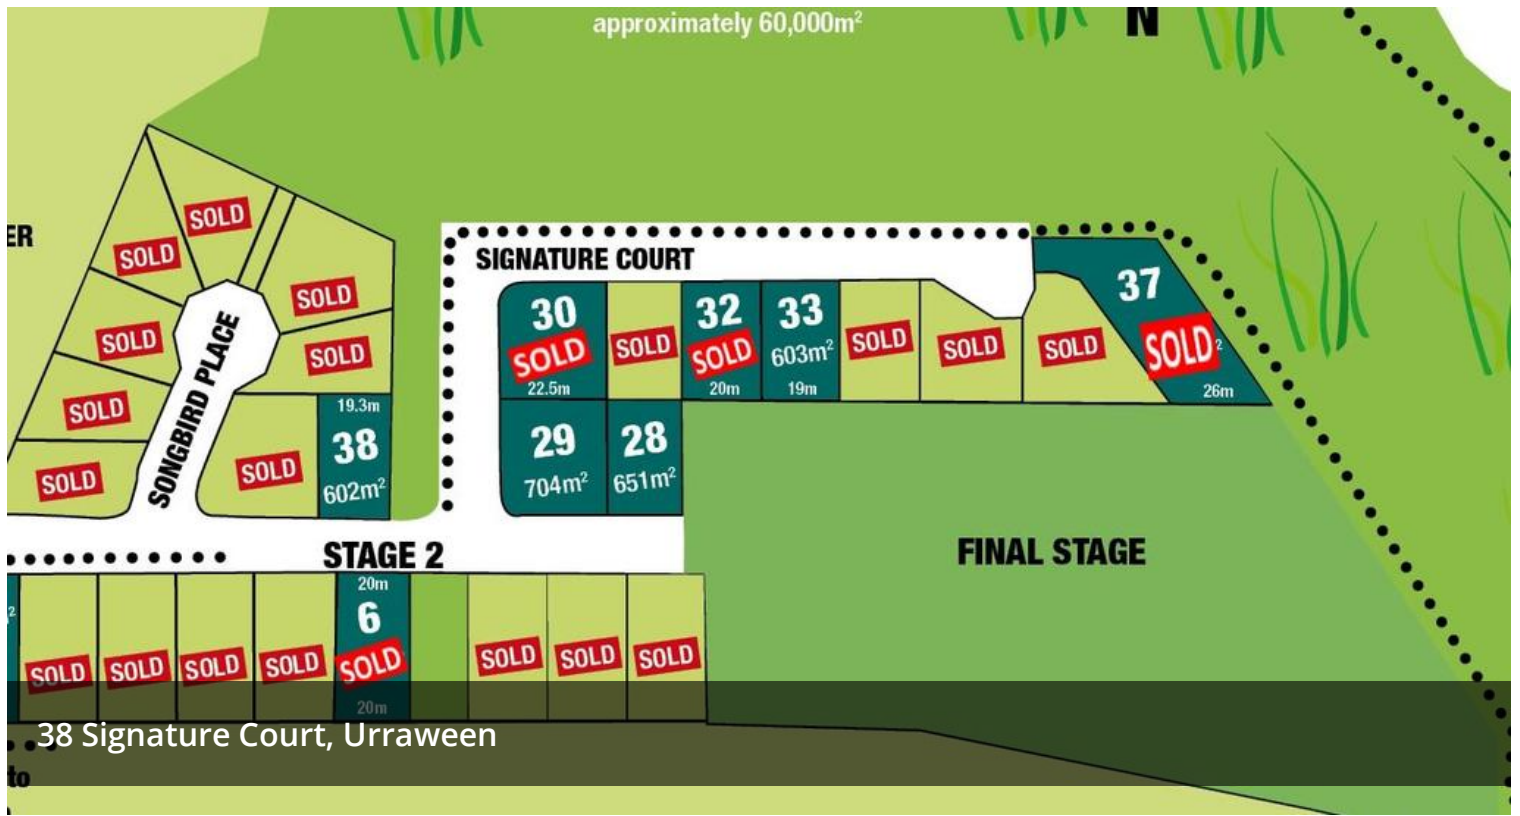 approximately 60,000m²
N
ER
SOLD
SOLD
SOLD
SOLD
SOLD
SOLD
SOLD
SOLD
SONGBIRD PLACE
19.3m
38
602m²
SIGNATURE COURT
30
SOLD
22.5m
SOLD
32
SOLD
20m
33
603m²
19m
SOLD
SOLD
SOLD
37
SOLD
2
26m
29
704m²
28
651m²
STAGE 2
FINAL STAGE
2
SOLD
SOLD
SOLD
SOLD
20m
6
SOLD
20m
SOLD
SOLD
SOLD
38 Signature Court, Urraween
to